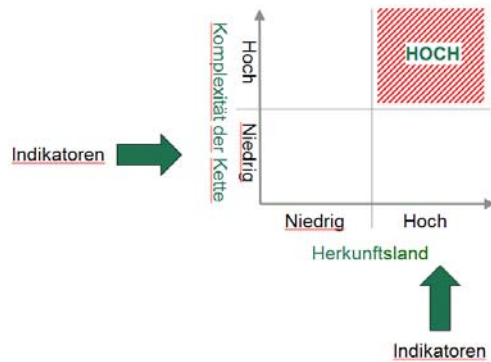 Komplexität der Kette
Hoch
Niedrig
HOCH
Indikatoren
Niedrig
Hoch
Herkunftsland
Indikatoren